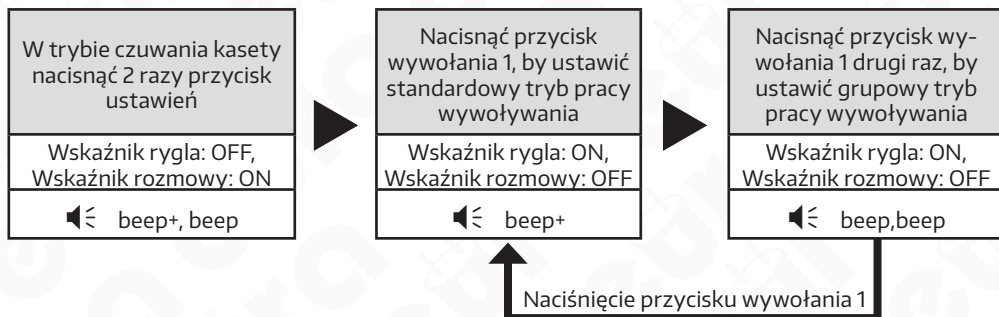 W trybie czuwania kasety
nacisnąć 2 razy przycisk
ustawień
Wskaźnik rygla: OFF,
Wskaźnik rozmowy: ON
beep+, beep
Nacisnąć przycisk
wywołania 1, by ustawić
standardowy tryb pracy
wywoływania
Wskaźnik rygla: ON,
Wskaźnik rozmowy: OFF
beep+
Nacisnąć przycisk wy-
wołania 1 drugi raz, by
ustawić grupowy tryb
pracy wywoływania
Wskaźnik rygla: ON,
Wskaźnik rozmowy: OFF
beep,beep
Naciśnięcie przycisku wywołania 1